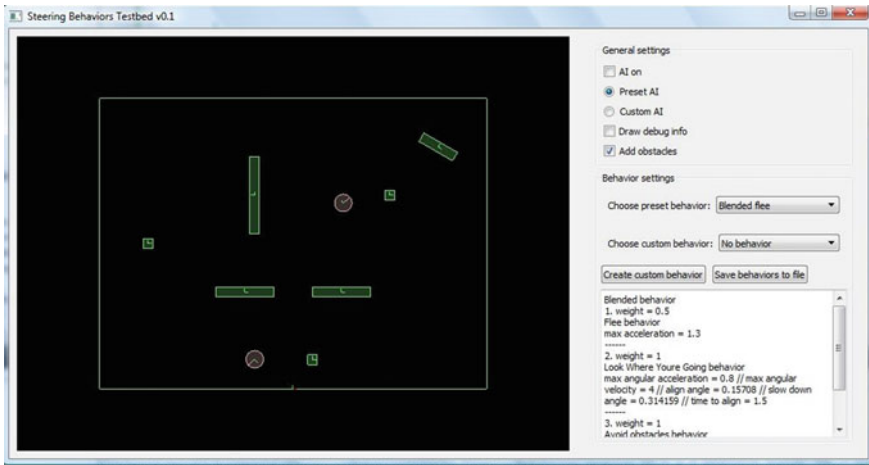 Steering Behaviors Testbed v0.1
General settings
AI on
Preset AI
Custom AI
Draw debug info
Add obstacles
Behavior settings
Choose preset behavior: Blended flee
Choose custom behavior: No behavior
Create custom behavior Save behaviors to file
Blended behavior
1. weight = 0.5
Flee behavior
max acceleration = 1.3
------
2. weight = 1
Look Where Youre Going behavior
max angular acceleration = 0.8 // max angular
velocity = 4 // align angle = 0.15708 // slow down
angle = 0.314159 // time to align = 1.5
------
3. weight = 1
Avoid obstacles behavior